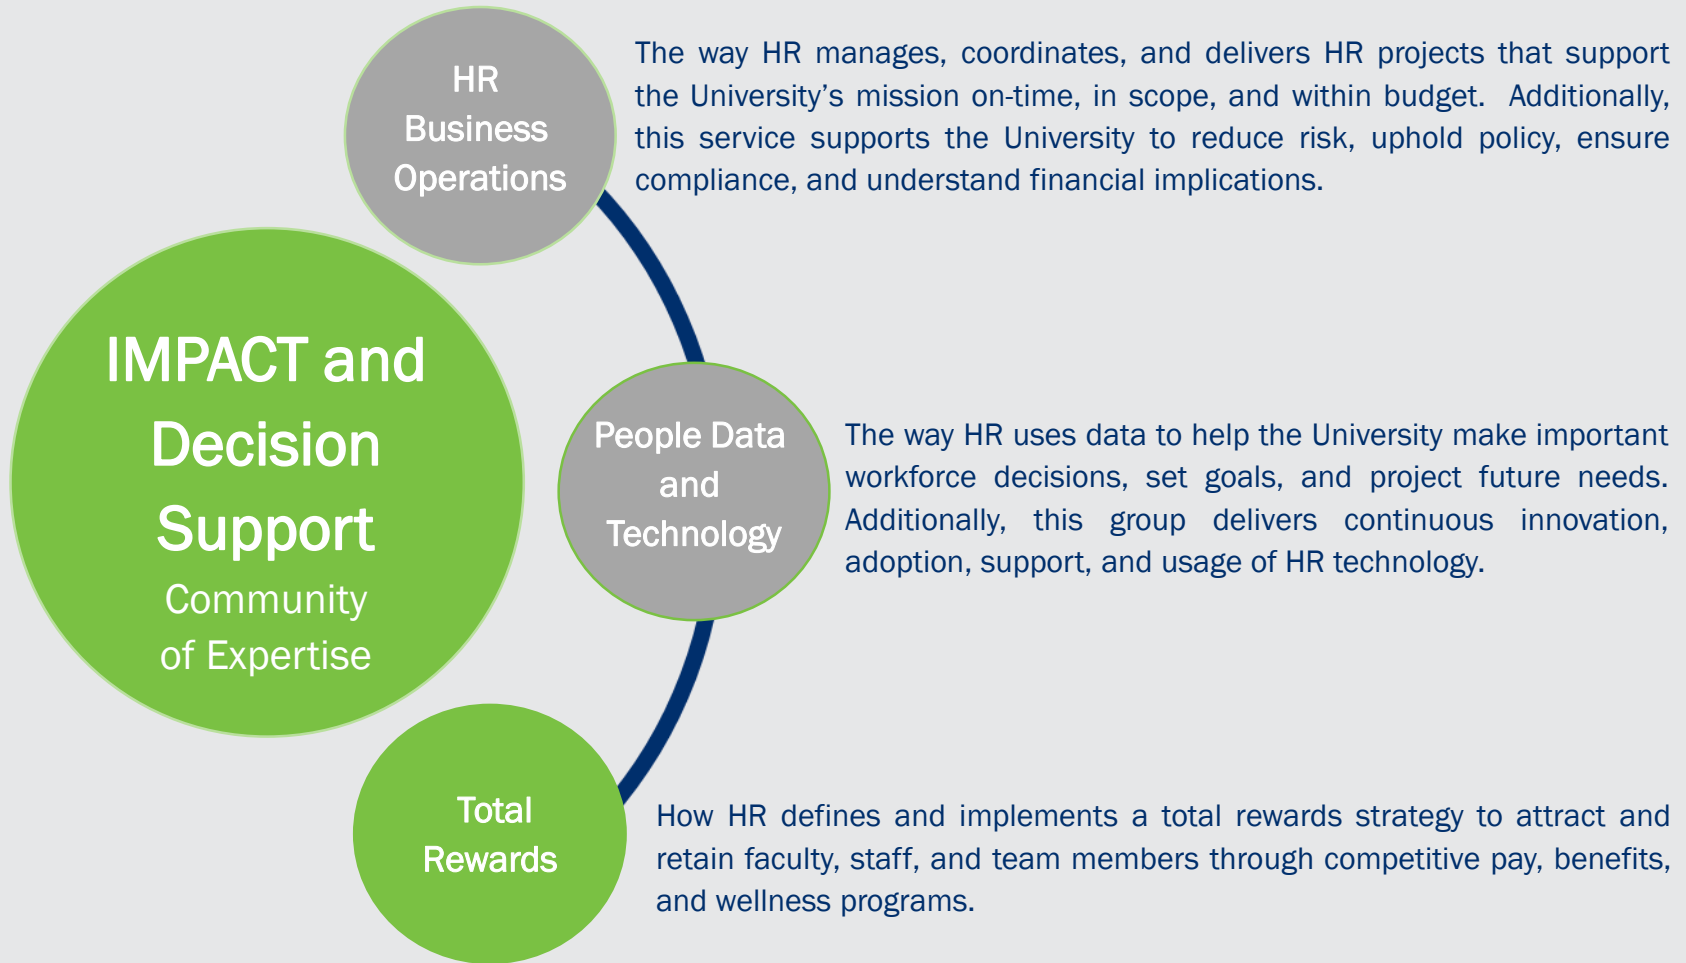 HR
Business
Operations
The way HR manages, coordinates, and delivers HR projects that support
the University’s mission on-time, in scope, and within budget.  Additionally,
this service supports the University to reduce risk, uphold policy, ensure
compliance, and understand financial implications.
IMPACT and
Decision
Support
Community
of Expertise
People Data
and
Technology
The way HR uses data to help the University make important
workforce decisions, set goals, and project future needs.
Additionally, this group delivers continuous innovation,
adoption, support, and usage of HR technology.
Total
Rewards
How HR defines and implements a total rewards strategy to attract and
retain faculty, staff, and team members through competitive pay, benefits,
and wellness programs.